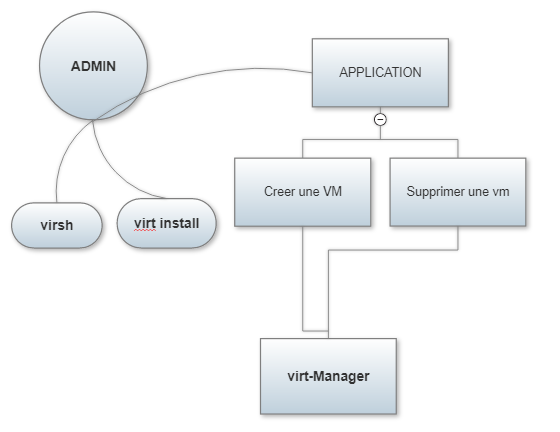 ADMIN
APPLICATION
Creer une VM
Supprimer une vm
virsh
virt install
virt-Manager